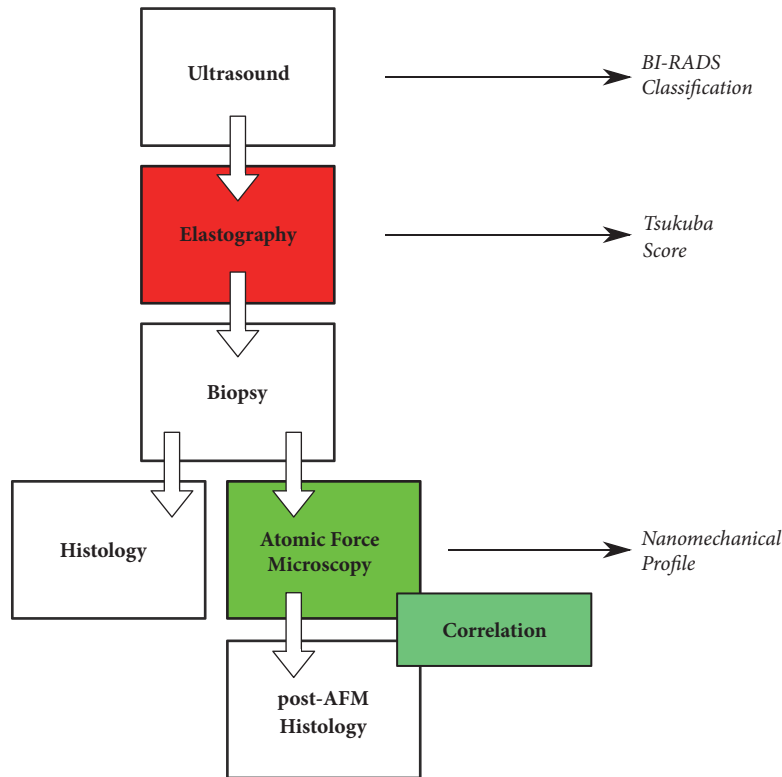 Ultrasound
BI-RADS
Classification
Elastography
Tsukuba
Score
Biopsy
Histology
Atomic Force
Microscopy
Nanomechanical
Profile
Correlation
post-AFM
Histology